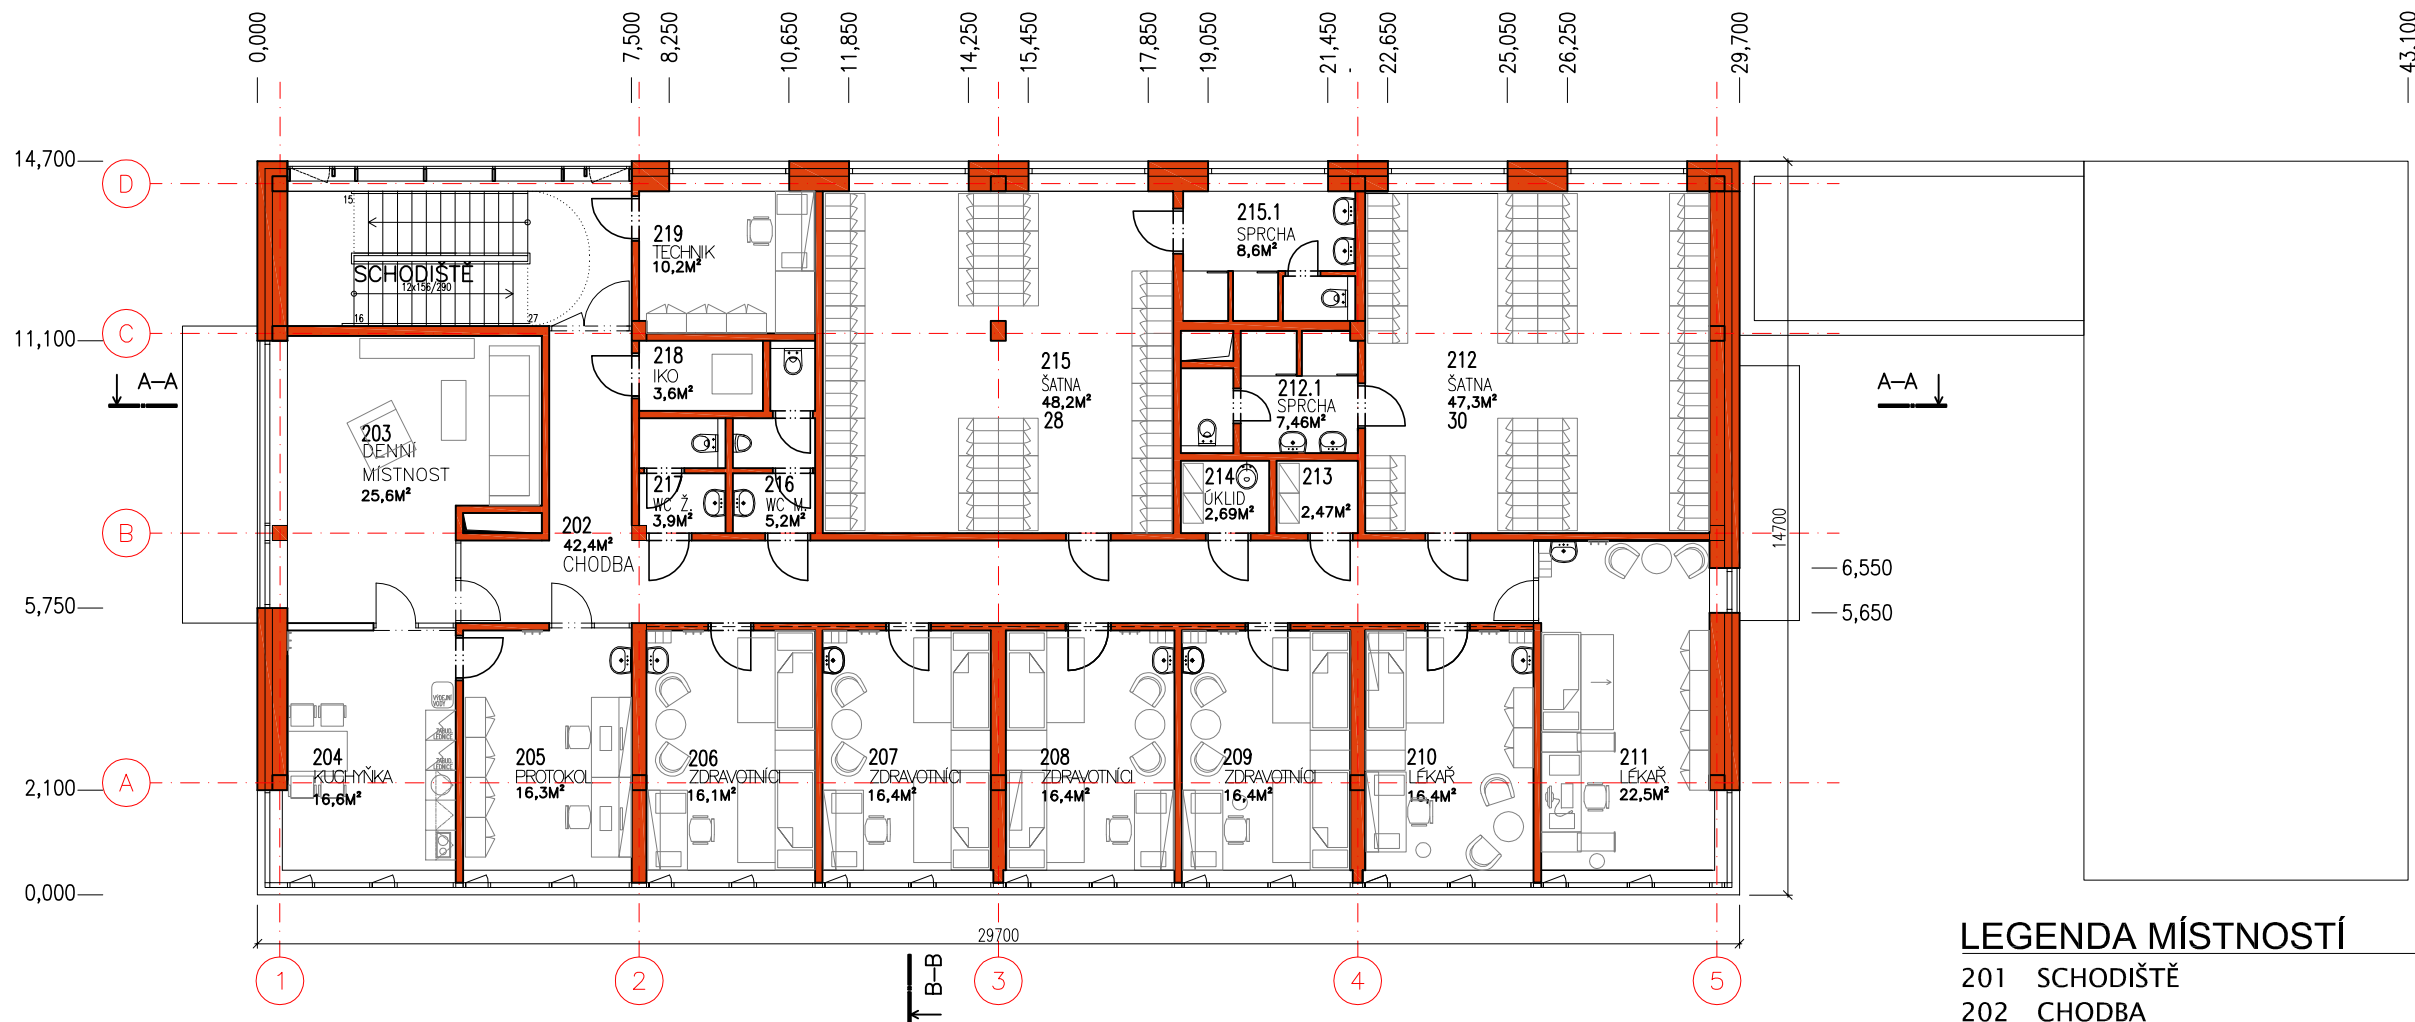 0,000
7,500
8,250
10,650
11,850
14,250
15,450
17,850
19,050
21,450
22,650
25,050
26,250
29,700
43,100
14,700
D
15
SCHODIŠTĚ
12x156/290
16
27
219
TECHNIK
10,2M²
215.1
SPRCHA
8,6M²
11,100
C
A-A
A-A
218
IKO
3,6M²
215
ŠATNA
48,2M²
28
212.1
SPRCHA
7,46M²
212
ŠATNA
47,3M²
30
203
DENNÍ
MÍSTNOST
25,6M²
217
WC Ž.
3,9M²
216
WC M.
5,2M²
214
ÚKLID
2,69M²
213
2,47M²
B
202
42,4M²
CHODBA
14700
6,550
5,750
5,650
VÝDEJNÍ
VODY
204
KUCHYŇKA
16,6M²
205
PROTOKOL
16,3M²
206
ZDRAVOTNÍCI
16,1M²
207
ZDRAVOTNÍCI
16,4M²
208
ZDRAVOTNÍCI
16,4M²
209
ZDRAVOTNÍCI
16,4M²
210
LÉKAŘ
16,4M²
211
LÉKAŘ
22,5M²
2,100
A
0,000
29700
1
2
B-B
3
4
5
LEGENDA MÍSTNOSTÍ
201 SCHODIŠTĚ
202 CHODBA